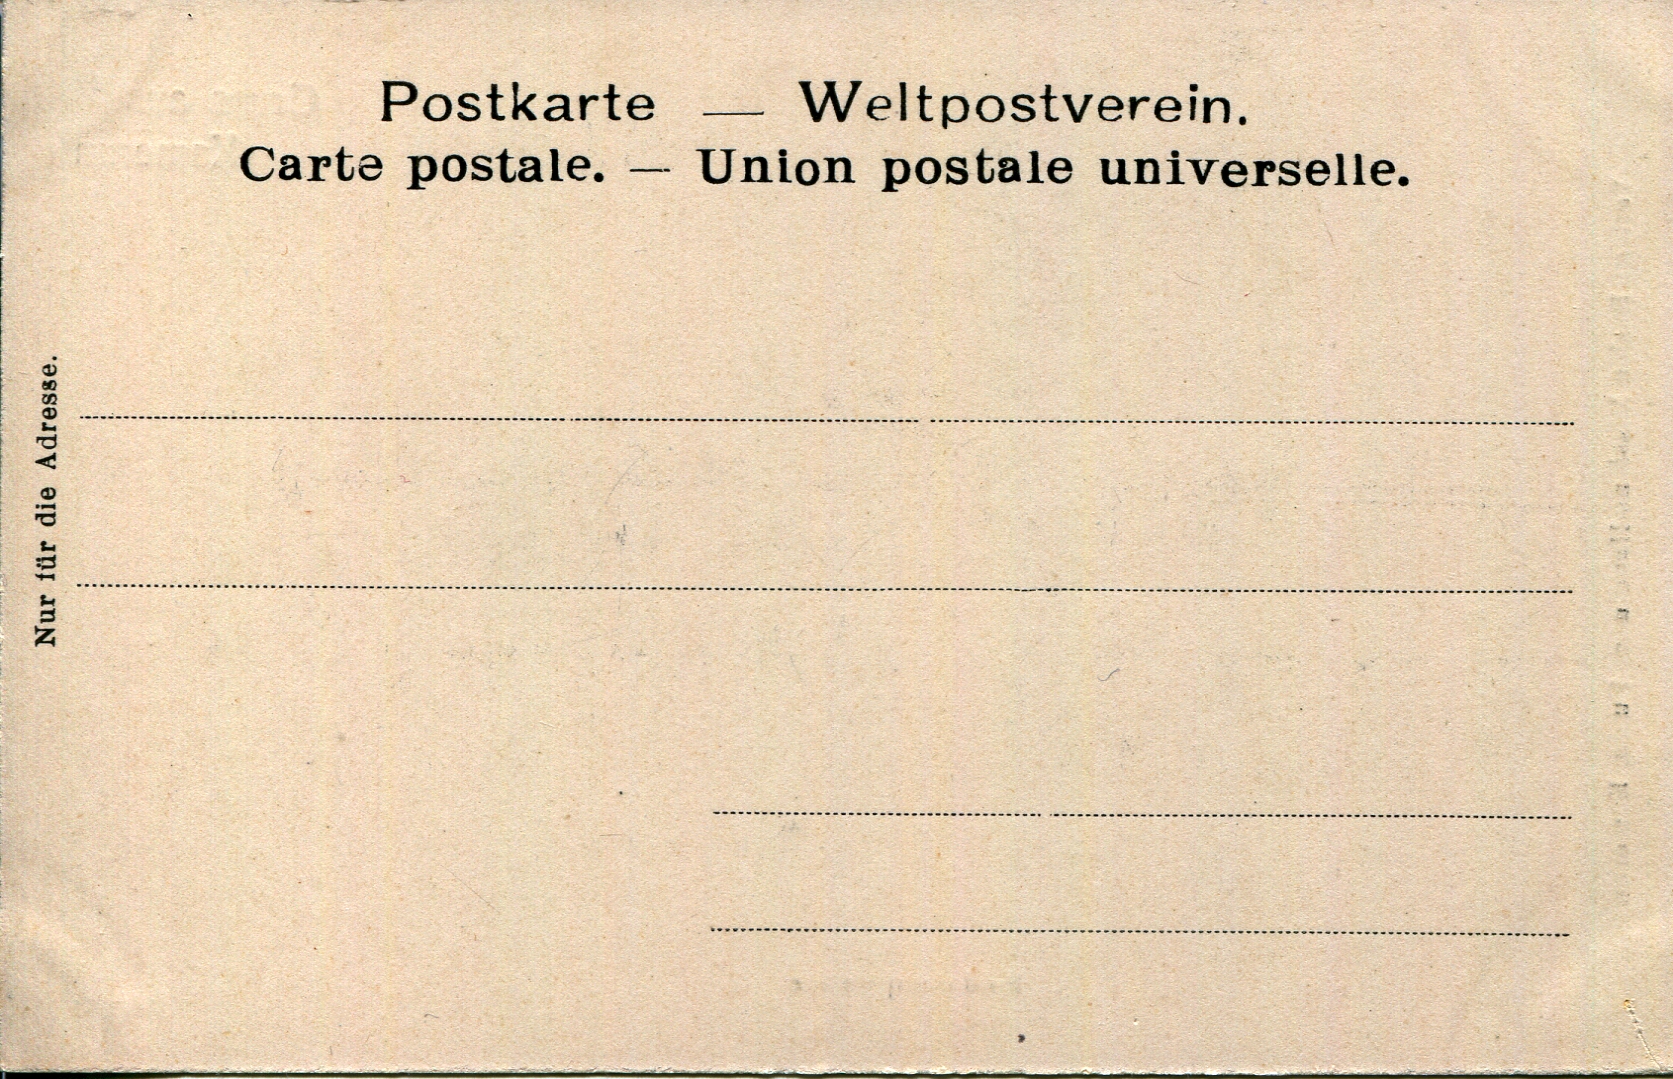 Postkarte — Weltpostverein.
Carte postale. — Union postale universelle.
Nur für die Adresse.